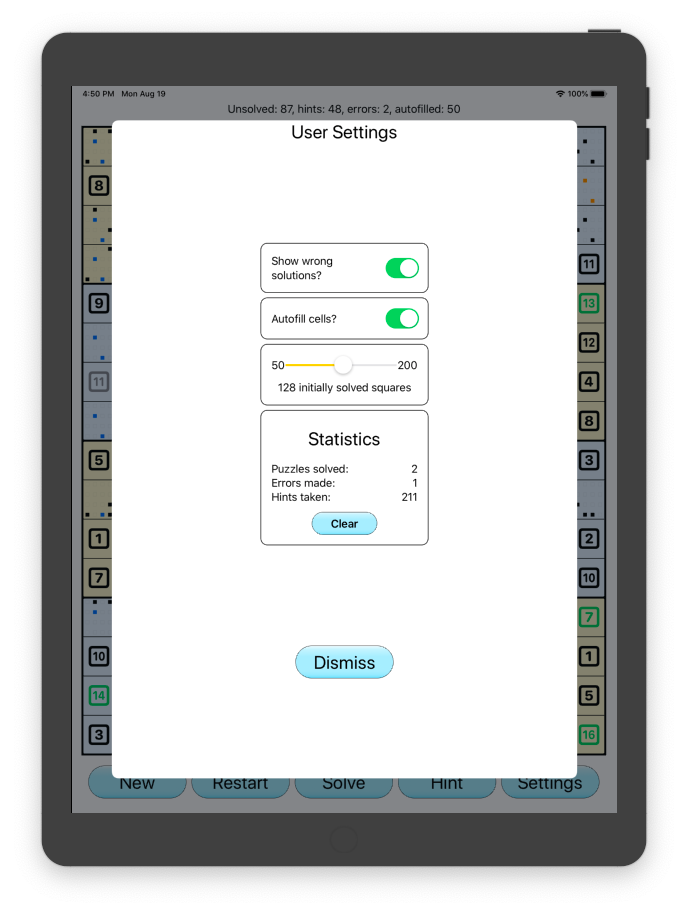 4:50 PM Mon Aug 19
100%
Unsolved: 87, hints: 48, errors: 2, autofilled: 50
User Settings
8
Show wrong
solutions?
11
9
13
Autofill cells?
12
50
200
11
4
128 initially solved squares
8
Statistics
5
3
Puzzles solved: 2
Errors made: 1
Hints taken: 211
Clear
1
2
7
10
7
10
Dismiss
1
14
5
3
16
New
Restart
Solve
Hint
Settings